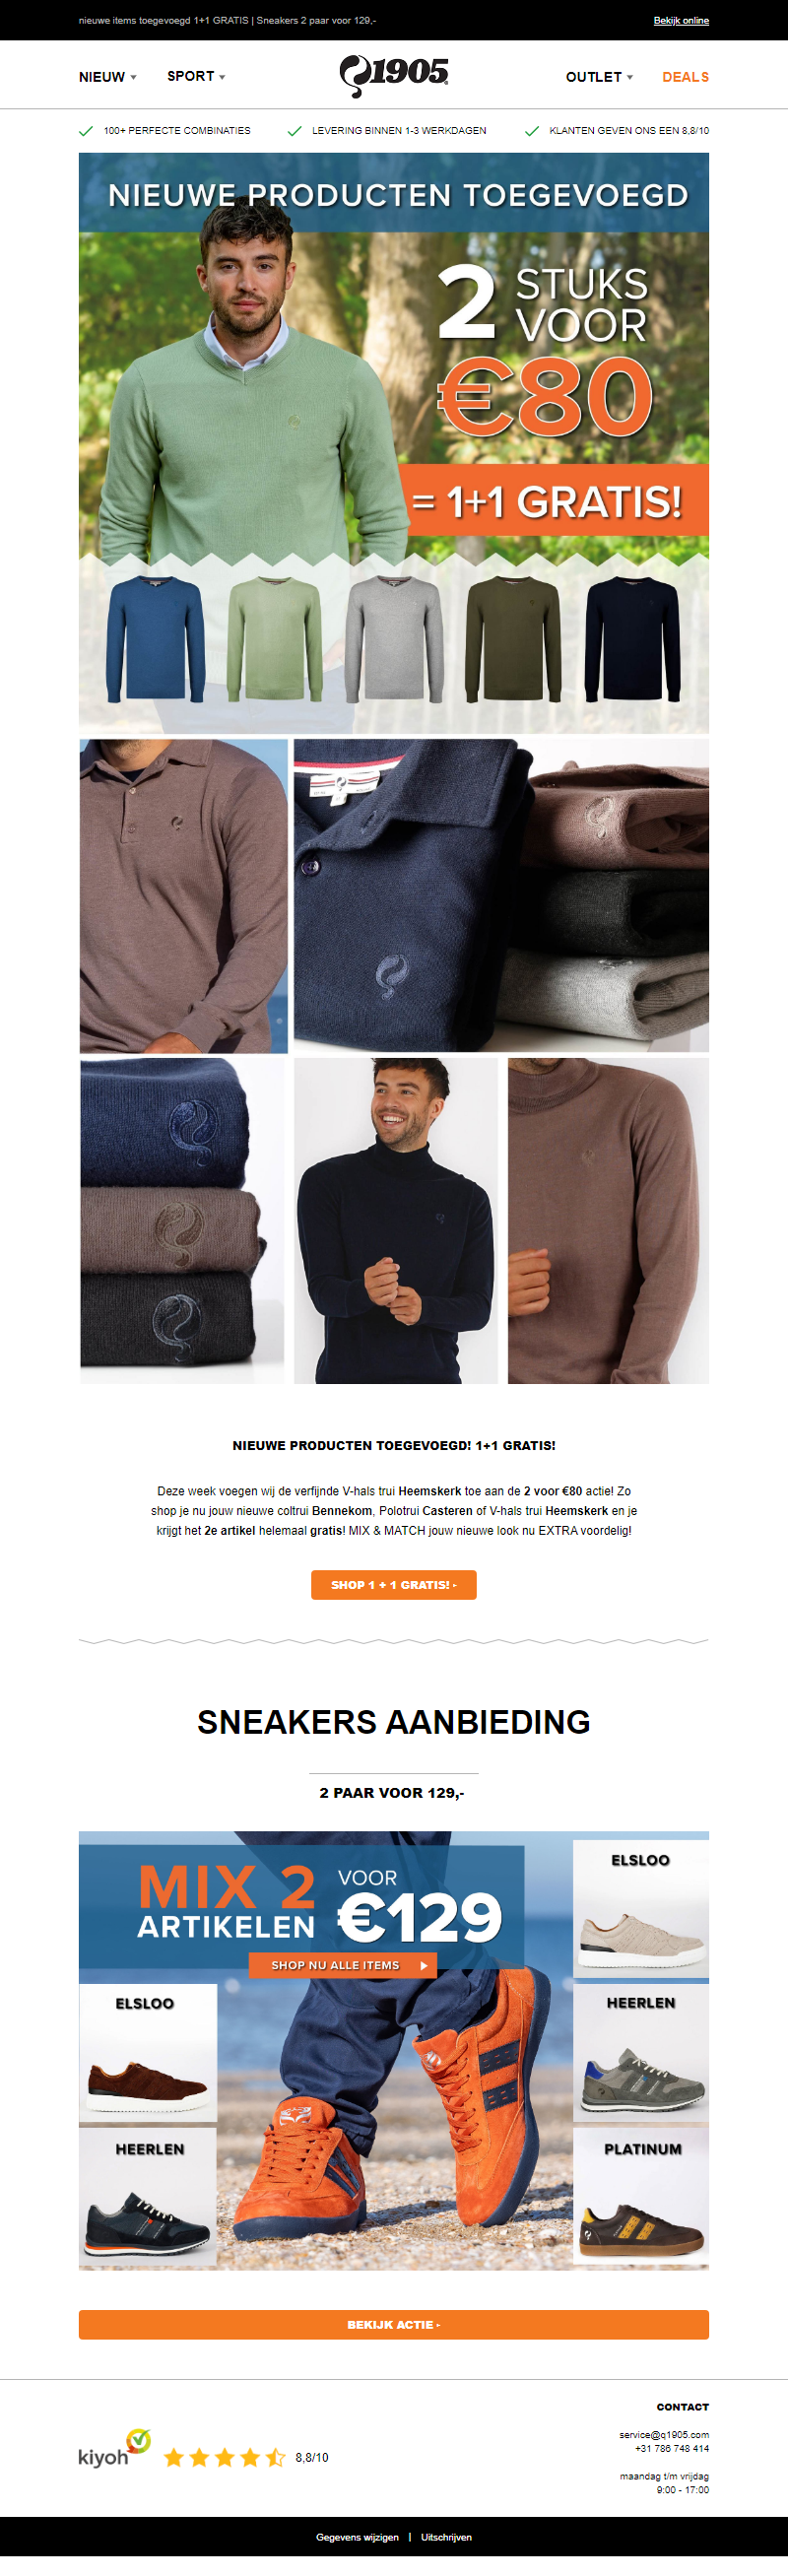 nieuwe items toegevoegd 1+1 GRATIS | Sneakers 2 paar voor 129,-
Bekijk online
NIEUW
SPORT
1905
OUTLET
DEALS
100+ PERFECTE COMBINATIES
LEVERING BINNEN 1-3 WERKDAGEN
KLANTEN GEVEN ONS EEN 8,8/10
NIEUWE PRODUCTEN TOEGEVOEGD
2 STUKS
VOOR
€80
= 1+1 GRATIS!
NIEUWE PRODUCTEN TOEGEVOEGD! 1+1 GRATIS!
Deze week voegen wij de verfijnde V-hals trui Heemskerk toe aan de 2 voor €80 actie! Zo
shop je nu jouw nieuwe coltrui Bennekom, Polotrui Casteren of V-hals trui Heemskerk en je
krijgt het 2e artikel helemaal gratis! MIX & MATCH jouw nieuwe look nu EXTRA voordelig!
SHOP 1 + 1 GRATIS!
SNEAKERS AANBIEDING
2 PAAR VOOR 129,-
MIX 2
ARTIKELEN
VOOR
€129
SHOP NU ALLE ITEMS
ELSLOO
ELSLOO
HEERLEN
HEERLEN
PLATINUM
BEKIJK ACTIE
CONTACT
service@q1905.com
+31 786 748 414
kiyoh
8,8/10
maandag t/m vrijdag
9:00 - 17:00
Gegevens wijzigen | Uitschrijven